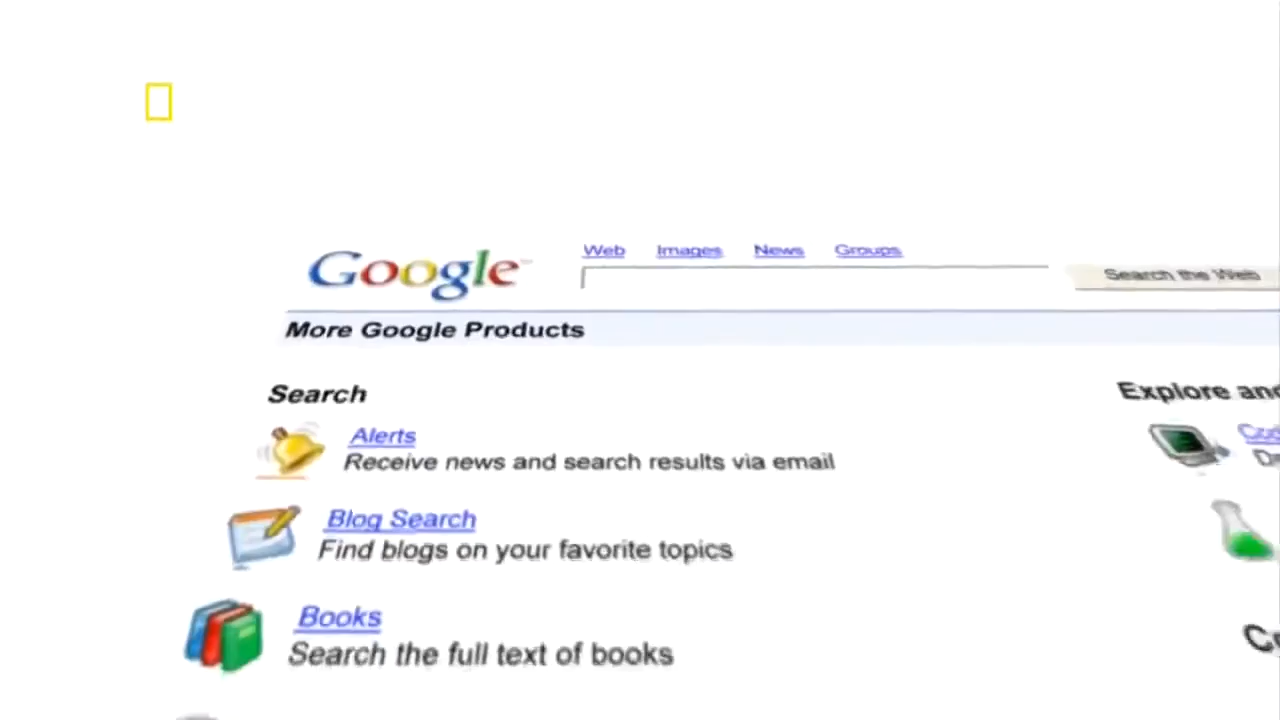 Web Images News Groups
Google™ Search the Web
More Google Products
Search
Explore and
Alerts
Receive news and search results via email
Blog Search
Find blogs on your favorite topics
Books
Search the full text of books